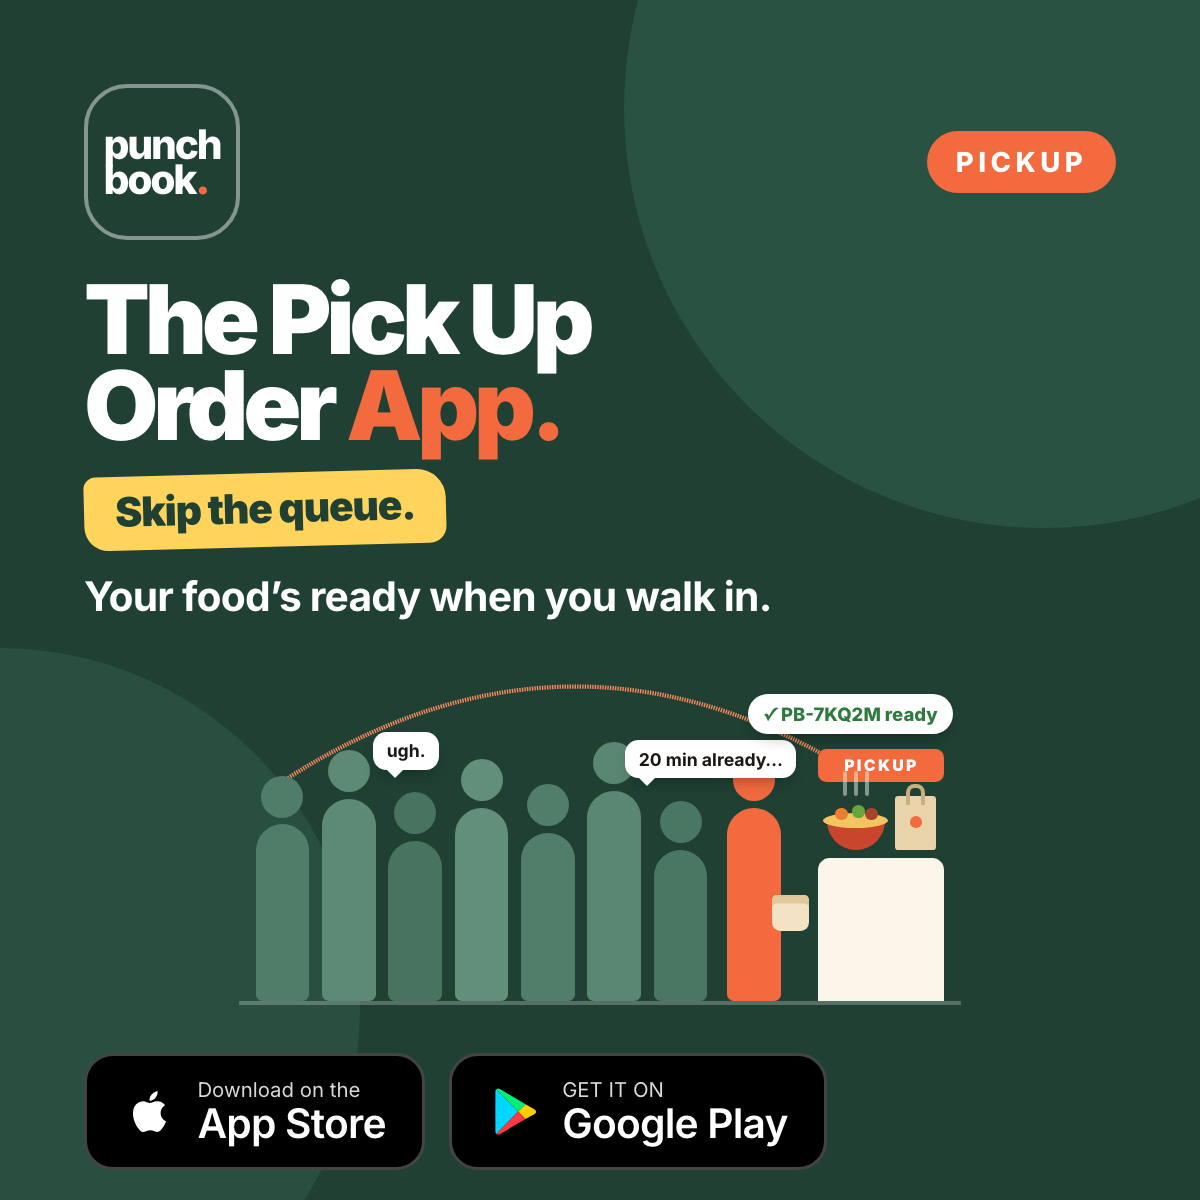 punch
book.
PICKUP
The Pick Up
Order App.
Skip the queue.
Your food’s ready when you walk in.
✓PB-7KQ2M ready
ugh.
20 min already...
PICKUP
Download on the
App Store
GET IT ON
Google Play